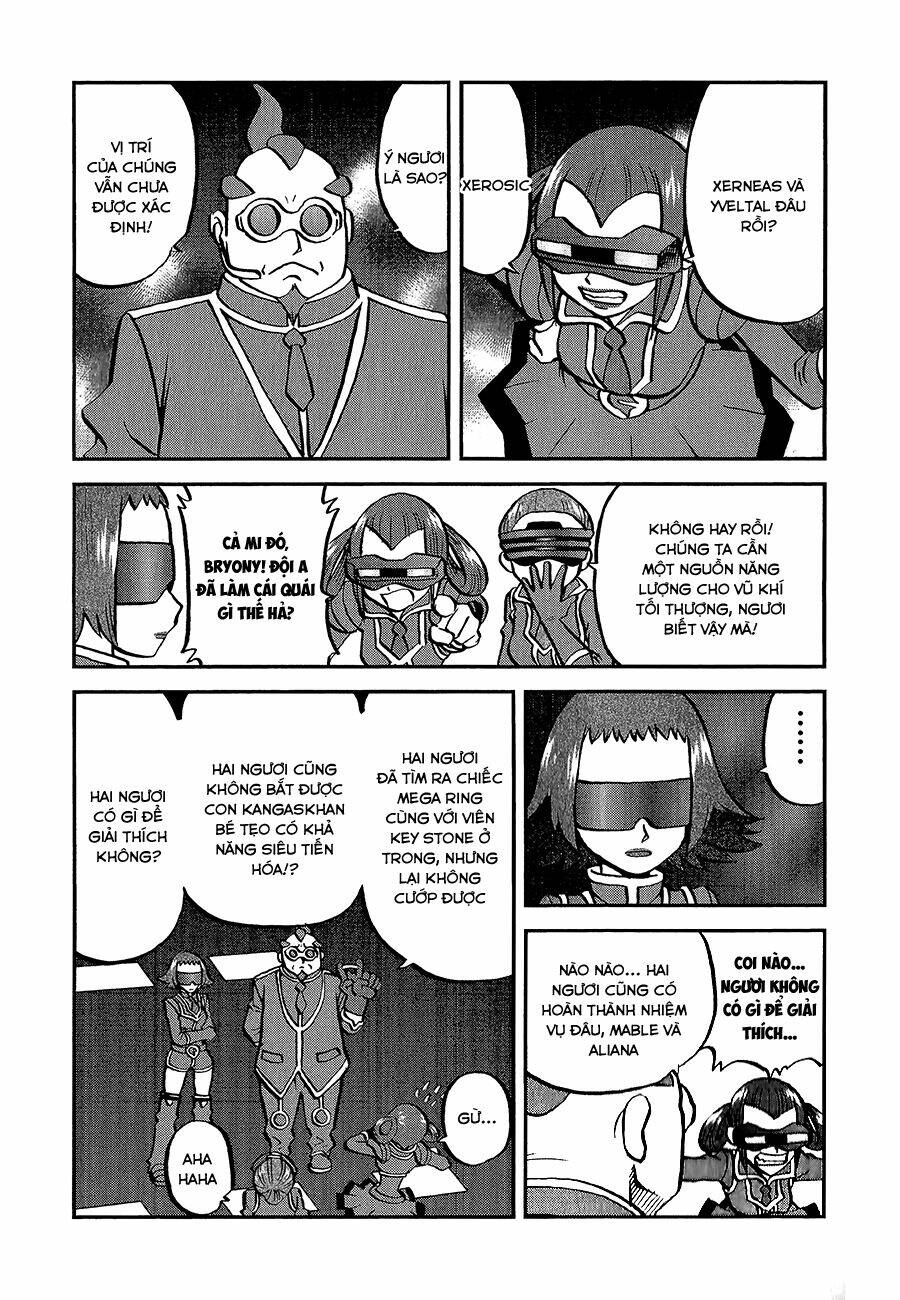 XERNEAS VÀ
YVELTAL ĐÂU
RỒI?
XEROSIC
Ý NGƯƠI
LÀ SAO?
VỊ TRÍ
CỦA CHÚNG
VẪN CHƯA
ĐƯỢC XÁC
ĐỊNH!
KHÔNG HAY RỒI!
CHÚNG TA CẦN
MỘT NGUỒN NĂNG
LƯỢNG CHO VŨ KHÍ
TỐI THƯỢNG, NGƯƠI
BIẾT VẬY MÀ!
CẢ MI ĐÓ,
BRYONY! ĐỘI A
ĐÃ LÀM CÁI QUÁI
GÌ THẾ HẢ?
......
COI NÀO...
NGƯƠI KHÔNG
CÓ GÌ ĐỂ GIẢI
THÍCH...
NÀO NÀO... HAI
NGƯƠI CŨNG CÓ
HOÀN THÀNH NHIỆM
VỤ ĐÂU, MABLE VÀ
ALIANA
HAI NGƯƠI
ĐÃ TÌM RA CHIẾC
MEGA RING
CÙNG VỚI VIÊN
KEY STONE Ở
TRONG, NHƯNG
LẠI KHÔNG
CƯỚP ĐƯỢC
HAI NGƯƠI CŨNG
KHÔNG BẮT ĐƯỢC
CON KANGASKHAN
BÉ TẸO CÓ KHẢ
NĂNG SIÊU TIẾN
HÓA!?
HAI NGƯƠI
CÓ GÌ ĐỂ
GIẢI THÍCH
KHÔNG?
GỪ...
AHA
HAHA